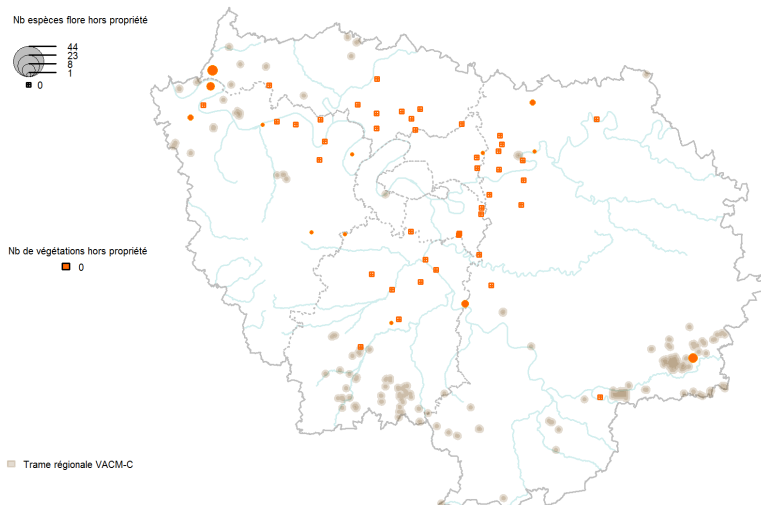 Nb espèces flore hors propriété
44
23
8
1
0
Nb de végétations hors propriété
0
Trame régionale VACM-C